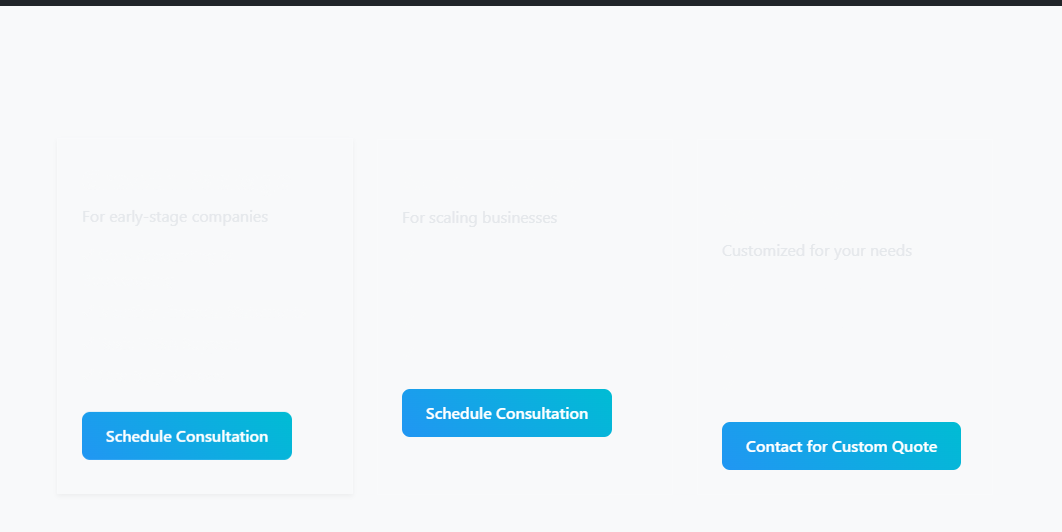 For early-stage companies
Schedule Consultation
For scaling businesses
Schedule Consultation
Customized for your needs
Contact for Custom Quote